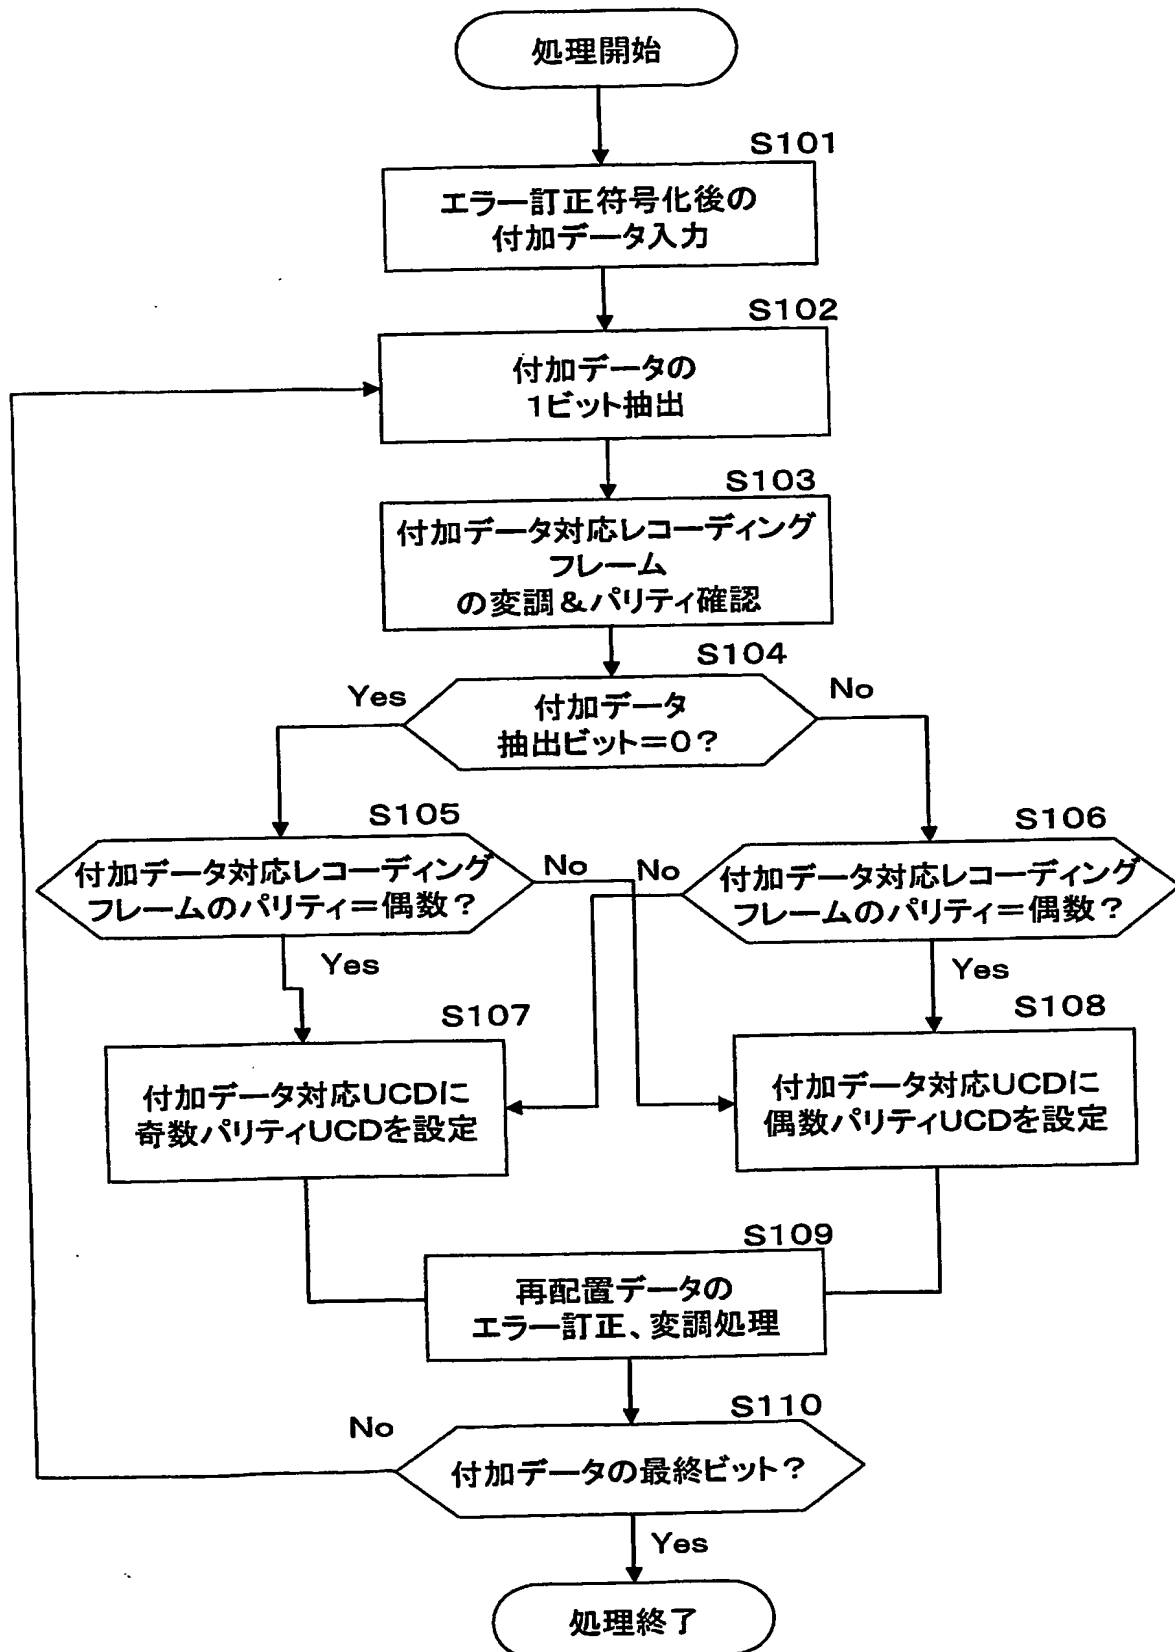 処理開始
S101
エラー訂正符号化後の
付加データ入力
S102
付加データの
1ビット抽出
S103
付加データ対応レコーディング
フレーム
の変調&パリティ確認
S104
Yes
No
付加データ
抽出ビット=0?
S105
付加データ対応レコーディング
フレームのパリティ=偶数?
No
Yes
S106
付加データ対応レコーディング
フレームのパリティ=偶数?
No
Yes
S107
付加データ対応UCDに
奇数パリティUCDを設定
S108
付加データ対応UCDに
偶数パリティUCDを設定
S109
再配置データの
エラー訂正、変調処理
S110
No
付加データの最終ビット?
Yes
処理終了